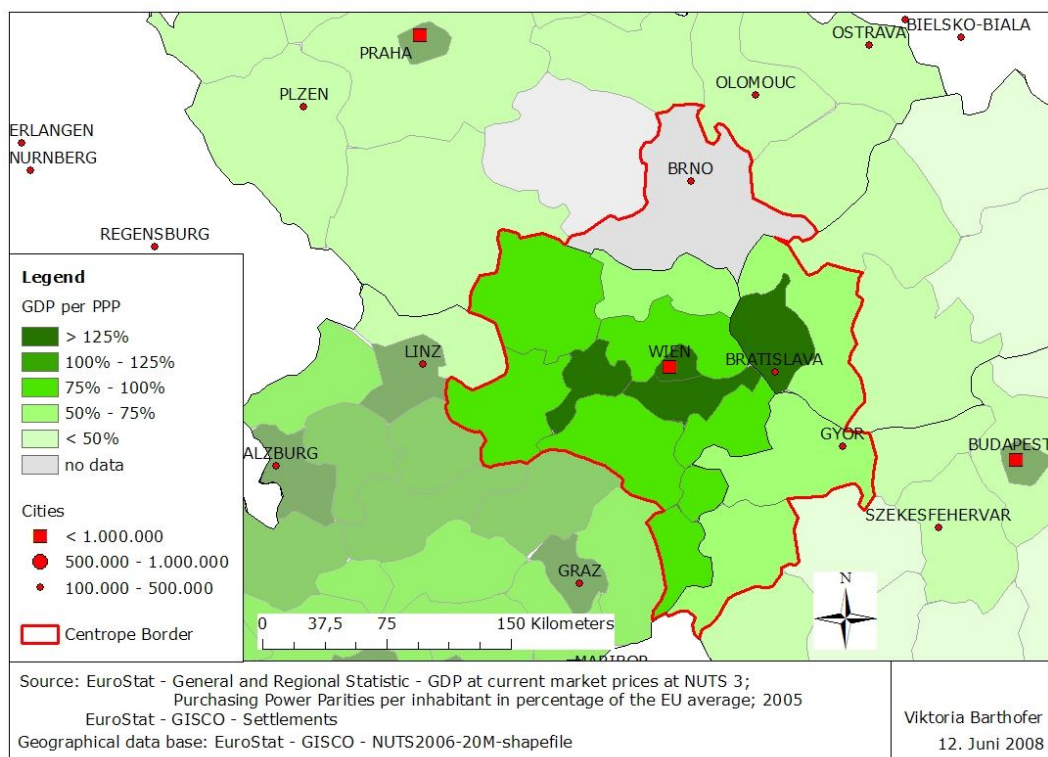 PRAHA
OSTRAVA
BIELSKO-BIALA
PLZEN
OLOMOUC
ERLANGEN
NURNBERG
BRNO
REGENSBURG
Legend
GDP per PPP
> 125%
100% - 125%
75% - 100%
50% - 75%
< 50%
no data
Cities
< 1.000.000
500.000 - 1.000.000
100.000 - 500.000
Centrope Border
LINZ
WIEN
BRATISLAVA
GYOR
ALZBURG
BUDAPEST
SZEKESFEHERVAR
GRAZ
N
0 37,5 75 150 Kilometers
MARIBOR
Source: EuroStat - General and Regional Statistic - GDP at current market prices at NUTS 3;
Purchasing Power Parities per inhabitant in percentage of the EU average; 2005
EuroStat - GISCO - Settlements
Geographical data base: EuroStat - GISCO - NUTS2006-20M-shapefile
Viktoria Barthofer
12. Juni 2008